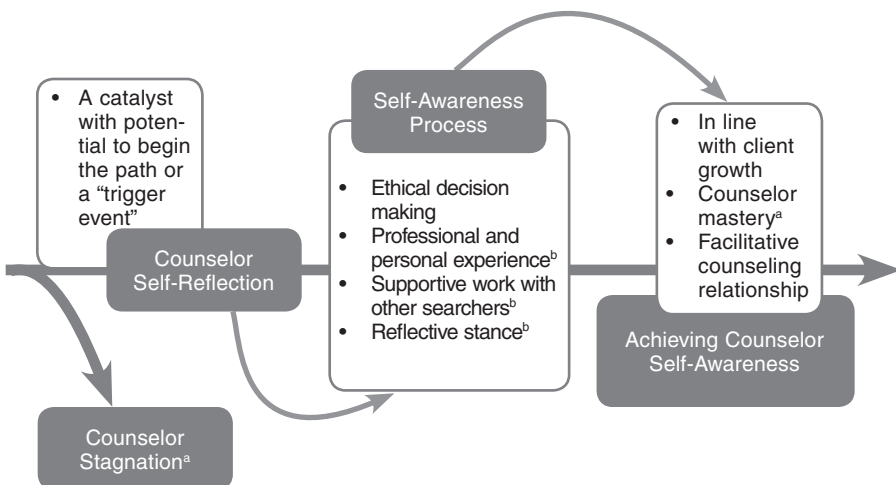 • A catalyst
with poten-
tial to begin
the path or
a “trigger
event”
Counselor
Self-Reflection
Counselor
Stagnationᵃ
Self-Awareness
Process
• Ethical decision
making
• Professional and
personal experienceᵇ
• Supportive work with
other searchersᵇ
• Reflective stanceᵇ
• In line
with client
growth
• Counselor
masteryᵃ
• Facilitative
counseling
relationship
Achieving Counselor
Self-Awareness